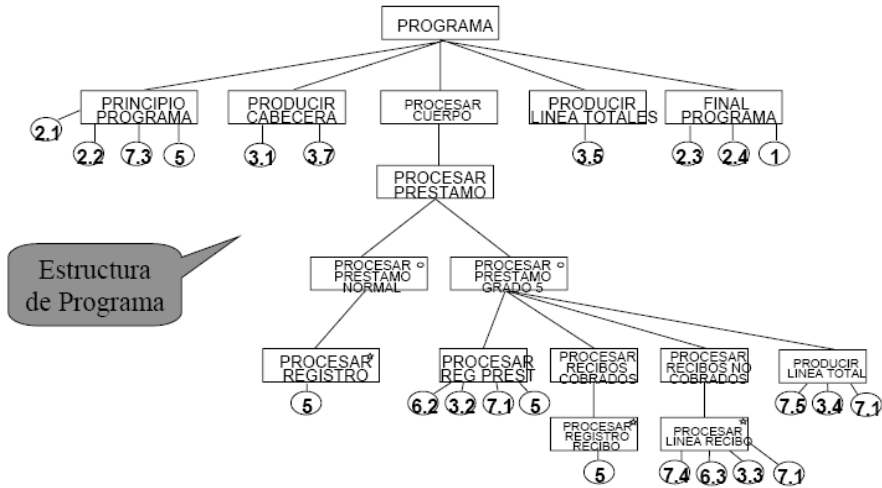 PROGRAMA
PRINCIPIO
PROGRAMA
PRODUCIR
CABECERA
PROCESAR
CUERPO
PRODUCIR
LINEA TOTALES
FINAL
PROGRAMA
2.1
2.2
7.3
5
3.1
3.7
3.5
2.3
2.4
1
PROCESAR
PRESTAMO
Estructura
de Programa
PROCESAR
PRESTAMO
NORMAL
PROCESAR
PRESTAMO
GRADO 5
PROCESAR
REGISTRO
PROCESAR
REG PREST
PROCESAR
RECIBOS
COBRADOS
PROCESAR
RECIBOS NO
COBRADOS
PRODUCIR
LINEA TOTAL
5
6.2
3.2
7.1
5
7.5
3.4
7.1
PROCESAR
REGISTRO
RECIBO
PROCESAR
LINEA RECIBO
5
7.4
6.3
3.3
7.1